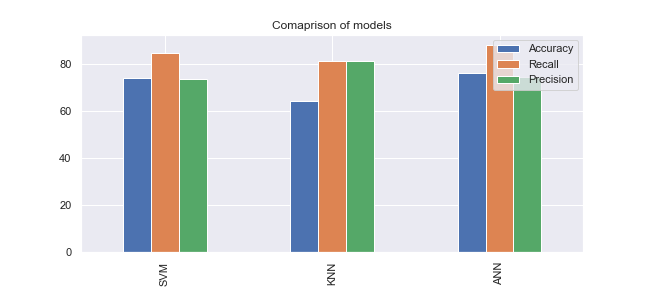 Comaprison of models
Accuracy
Recall
Precision
80
60
40
20
0
SVM
KNN
ANN